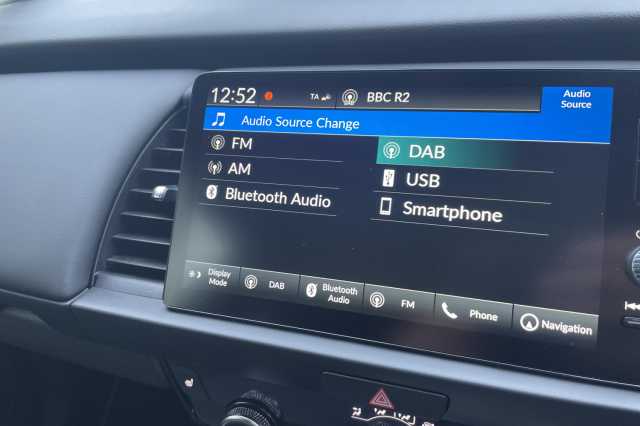 12:52 TA BBC R2 Audio
Source
Audio Source Change
FM DAB
AM USB
Bluetooth Audio Smartphone
Display
Mode
DAB
Bluetooth
Audio
FM
Phone
Navigation